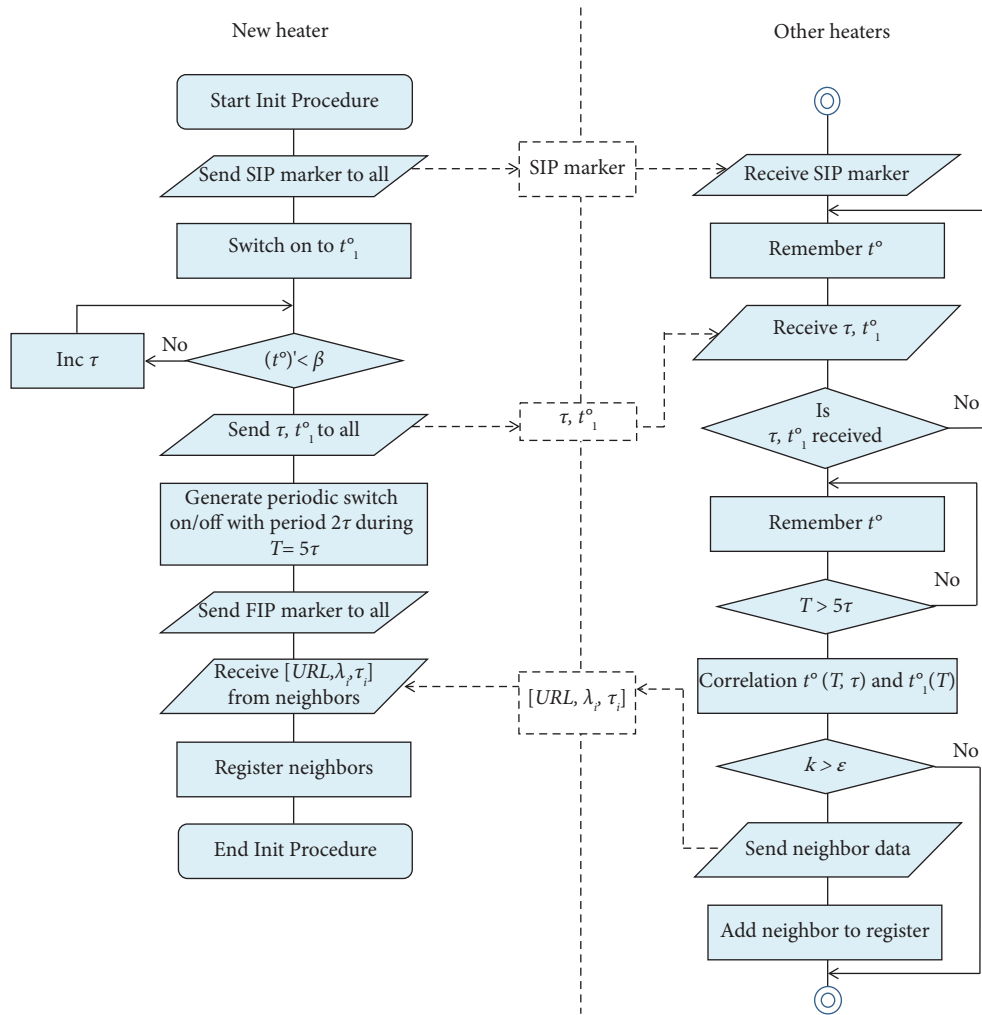 New heater
Start Init Procedure
Send SIP marker to all
Switch on to t°₁
Inc τ
No
(t°)'< β
Send τ, t°₁ to all
Generate periodic switch
on/off with period 2τ during
T= 5τ
Send FIP marker to all
Receive [URL,λᵢ,τᵢ]
from neighbors
Register neighbors
End Init Procedure
SIP marker
τ, t°₁
[URL, λᵢ, τᵢ]
Other heaters
Receive SIP marker
Remember t°
Receive τ, t°₁
Is
τ, t°₁ received
No
Remember t°
No
T > 5τ
Correlation t° (T, τ) and t°₁(T)
No
k > ε
Send neighbor data
Add neighbor to register